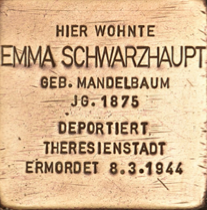 HIER WOHNTE
EMMA SCHWARZHAUPT
GEB. MANDELBAUM
JG. 1875
DEPORTIERT
THERESIENSTADT
ERMORDET 8.3.1944